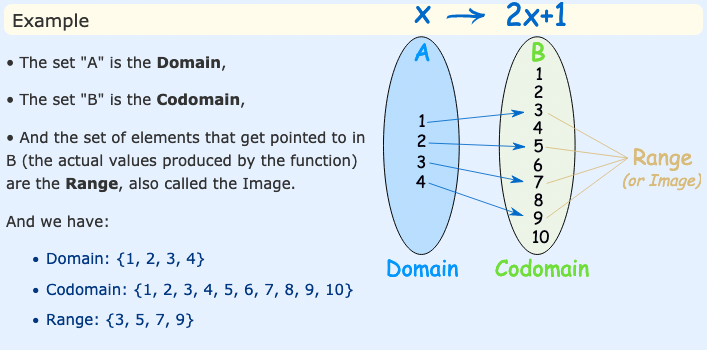 Example
• The set "A" is the Domain,
• The set "B" is the Codomain,
• And the set of elements that get pointed to in
B (the actual values produced by the function)
are the Range, also called the Image.
And we have:
• Domain: {1, 2, 3, 4}
• Codomain: {1, 2, 3, 4, 5, 6, 7, 8, 9, 10}
• Range: {3, 5, 7, 9}
x → 2x+1
A
1
2
3
4
Domain
B
1
2
3
4
5
6
7
8
9
10
Codomain
Range
(or Image)